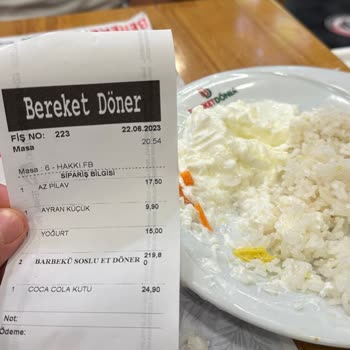 Bereket Döner
FİŞ NO: 223 22.08.2023
Masa 20:54
Masa 6 - HAKKI.FB
SİPARİŞ BİLGİSİ
1 AZ PİLAV 17,50
1 AYRAN KÜÇÜK 9,90
YOĞURT 15,00
2 BARBEKÜ SOSLU ET DÖNER 219,8
0
1 COCA COLA KUTU 24,90
Not:
Ödeme:
DÖNER